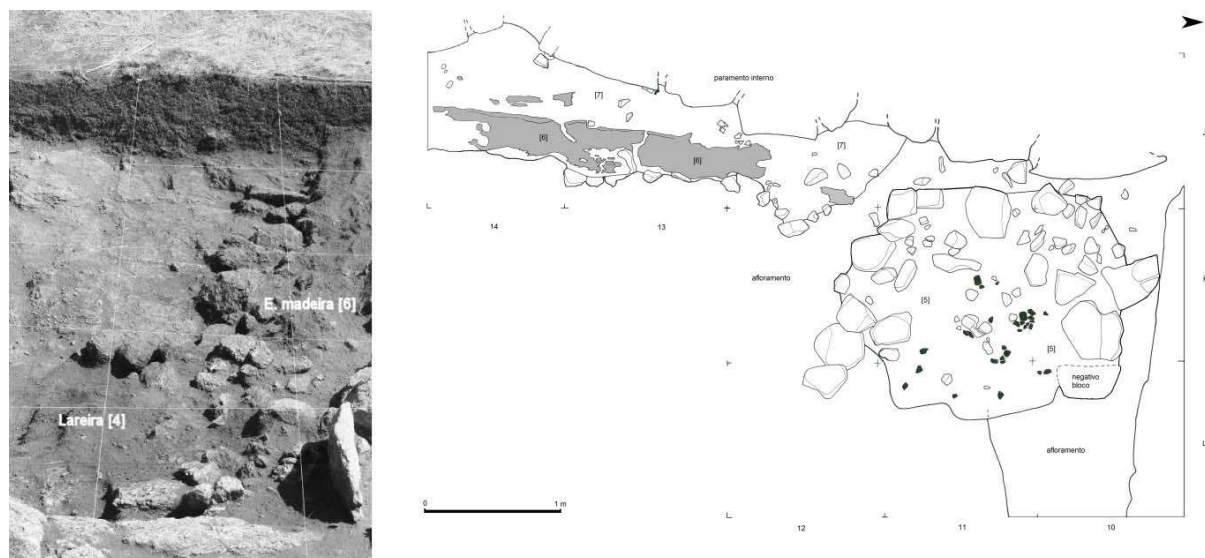 E. madeira [6]
Lareira [4]
paramento interno
[7]
[6]
[6]
[7]
14
13
afloramento
[5]
[5]
negativo
bloco
afloramento
0
1 m
12
11
10